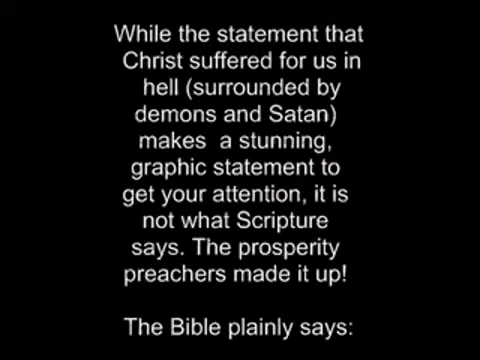 While the statement that
Christ suffered for us in
hell (surrounded by
demons and Satan)
makes a stunning,
graphic statement to
get your attention, it is
not what Scripture
says. The prosperity
preachers made it up!
The Bible plainly says: